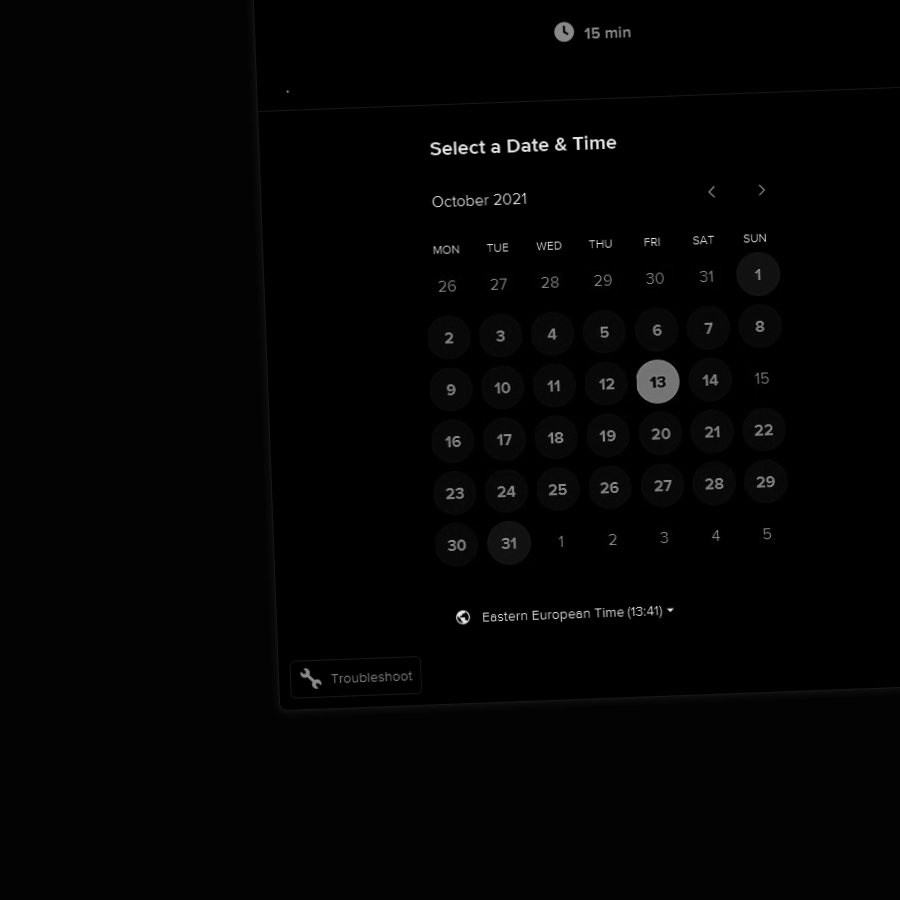 15 min
Select a Date & Time
October 2021
MON TUE WED THU FRI SAT SUN
26 27 28 29 30 31 1
2 3 4 5 6 7 8
9 10 11 12 13 14 15
16 17 18 19 20 21 22
23 24 25 26 27 28 29
30 31 1 2 3 4 5
Eastern European Time (13:41)
Troubleshoot